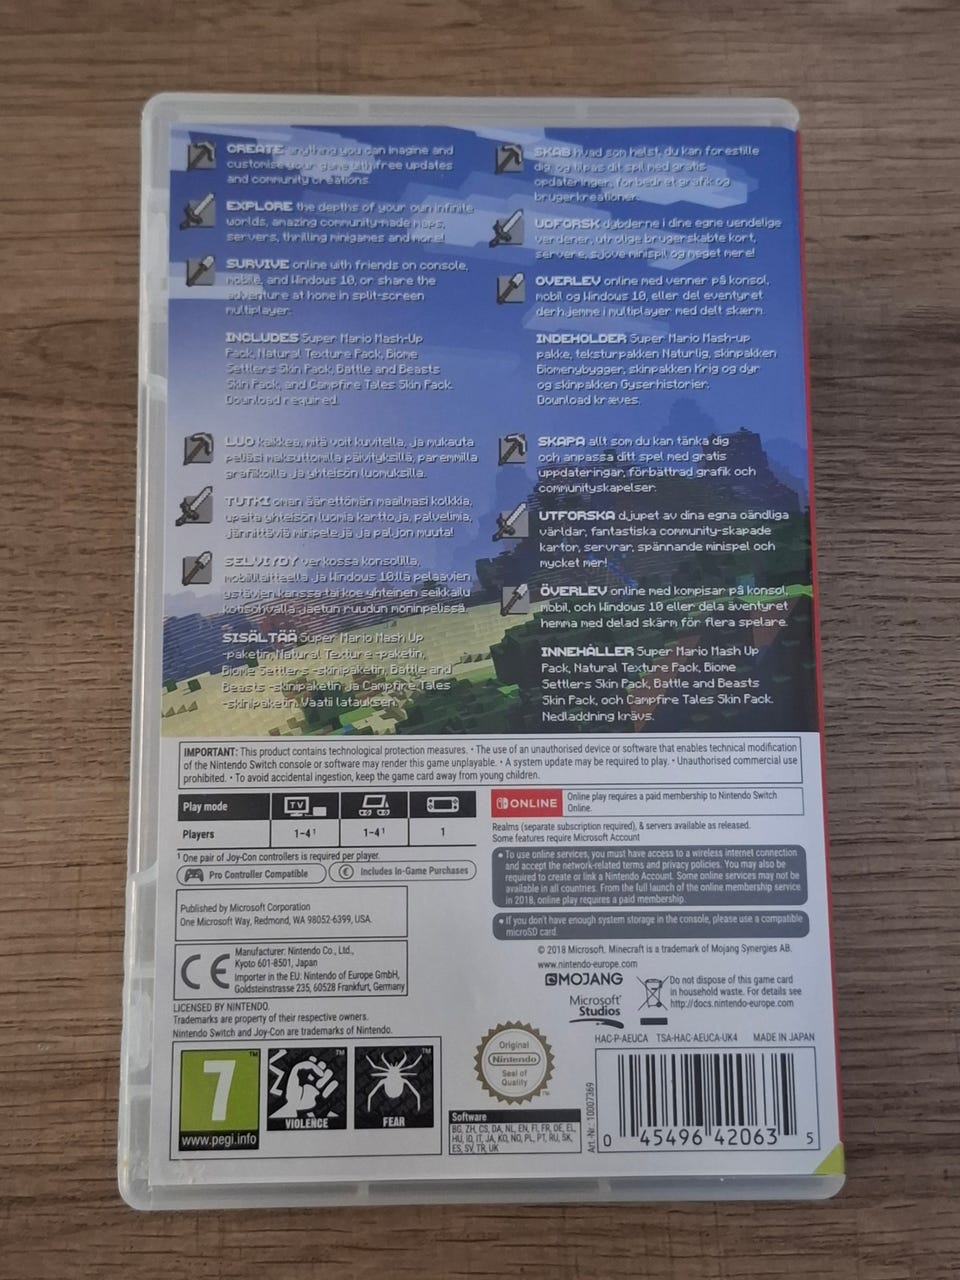 CREATE anything you can imagine and
customise your game with free updates
and community creations.
EXPLORE the depths of your own infinite
worlds, amazing community-made maps,
servers, thrilling minigames and more!
SURVIVE online with friends on console,
mobile, and Windows 10, or share the
adventure at home in split-screen
multiplayer.
INCLUDES Super Mario Mash-Up
Pack, Natural Texture Pack, Biome
Settlers Skin Pack, Battle and Beasts
Skin Pack, and Campfire Tales Skin Pack.
Download required.
SKAB hvad som helst, du kan forestille
dig, og tilpas dit spil med gratis
opdateringer, forbedret grafik og
brugerkreationer.
UDFORSK dybderne i dine egne uendelige
verdener, utrolige brugerskabte kort,
servere, sjove minispil og meget mere!
OVERLEV online med venner på konsol,
mobil og Windows 10, eller del eventyret
derhjemme i multiplayer med delt skærm.
INDEHOLDER Super Mario Mash-up
pakke, teksturpakken Naturlig, skinpakken
Biomenybygger, skinpakken Krig og dyr
og skinpakken Gyserhistorier.
Download kræves.
LUO kaikkea, mitä voit kuvitella, ja mukauta
peliäsi maksuttomilla päivityksillä, paremmilla
grafiikoilla ja yhteisön luomuksilla.
TUTKI oman äärettömän maailmasi kolkkia,
upeita yhteisön luomia karttoja, palvelimia,
jännittäviä minipelejä ja paljon muuta!
SELVIYDY verkossa konsolilla,
mobiililaitteella ja Windows 10:llä pelaavien
ystävien kanssa tai koe yhteinen seikkailu
kotisohvalla jaetun ruudun moninpelissä.
SISÄLTÄÄ Super Mario Mash Up
-paketin, Natural Texture -paketin,
Biome Settlers -skinipaketin, Battle and
Beasts -skinipaketin ja Campfire Tales
-skinipaketin. Vaatii latauksen.
SKAPA allt som du kan tänka dig
och anpassa ditt spel med gratis
uppdateringar, förbättrad grafik och
communityskapelser.
UTFORSKA djupet av dina egna oändliga
världar, fantastiska community-skapade
kartor, servrar, spännande minispel och
mycket mer!
ÖVERLEV online med kompisar på konsol,
mobil, och Windows 10 eller dela äventyret
hemma med delad skärm för flera spelare.
INNEHÅLLER Super Mario Mash Up
Pack, Natural Texture Pack, Biome
Settlers Skin Pack, Battle and Beasts
Skin Pack, och Campfire Tales Skin Pack.
Nedladdning krävs.
IMPORTANT: This product contains technological protection measures. • The use of an unauthorised device or software that enables technical modification
of the Nintendo Switch console or software may render this game unplayable. • A system update may be required to play. • Unauthorised commercial use
prohibited. • To avoid accidental ingestion, keep the game card away from young children.
Play mode TV
Players 1-4¹ 1-4¹ 1
¹ One pair of Joy-Con controllers is required per player.
Pro Controller Compatible € Includes In-Game Purchases
ONLINE Online play requires a paid membership to Nintendo Switch
Online.
Realms (separate subscription required), & servers available as released.
Some features require Microsoft Account
• To use online services, you must have access to a wireless internet connection
and accept the network-related terms and privacy policies. You may also be
required to create or link a Nintendo Account. Some online services may not be
available in all countries. From the full launch of the online membership service
in 2018, online play requires a paid membership.
• If you don't have enough system storage in the console, please use a compatible
microSD card.
Published by Microsoft Corporation
One Microsoft Way, Redmond, WA 98052-6399, USA.
CE
Manufacturer: Nintendo Co., Ltd.,
Kyoto 601-8501, Japan
Importer in the EU: Nintendo of Europe GmbH,
Goldsteinstrasse 235, 60528 Frankfurt, Germany
LICENSED BY NINTENDO.
Trademarks are property of their respective owners.
Nintendo Switch and Joy-Con are trademarks of Nintendo.
© 2018 Microsoft. Minecraft is a trademark of Mojang Synergies AB.
www.nintendo-europe.com
MOJANG
Microsoft
Studios
Do not dispose of this game card
in household waste. For details see
http://docs.nintendo-europe.com
HAC-P-AEUCA TSA-HAC-AEUCA-UK4 MADE IN JAPAN
7™
www.pegi.info
VIOLENCE™
FEAR™
Original
Nintendo
Seal of
Quality™
Software
BG, ZH, CS, DA, NL, EN, FI, FR, DE, EL,
HU, ID, IT, JA, KO, NO, PL, PT, RU, SK,
ES, SV, TR, UK
Art.-Nr.: 10007369
0 45496 42063 5